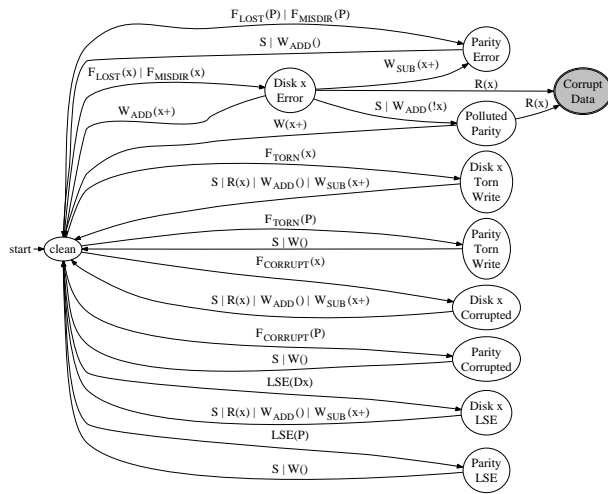 F_LOST(P) | F_MISDIR(P)
S | W_ADD()
Parity
Error
W_SUB(x+)
F_LOST(x) | F_MISDIR(x)
Disk x
Error
R(x)
Corrupt
Data
W_ADD(x+)
S | W_ADD(!x)
R(x)
W(x+)
Polluted
Parity
F_TORN(x)
S | R(x) | W_ADD() | W_SUB(x+)
Disk x
Torn
Write
start
clean
F_TORN(P)
S | W()
Parity
Torn
Write
F_CORRUPT(x)
S | R(x) | W_ADD() | W_SUB(x+)
Disk x
Corrupted
F_CORRUPT(P)
S | W()
Parity
Corrupted
LSE(Dx)
S | R(x) | W_ADD() | W_SUB(x+)
Disk x
LSE
LSE(P)
S | W()
Parity
LSE